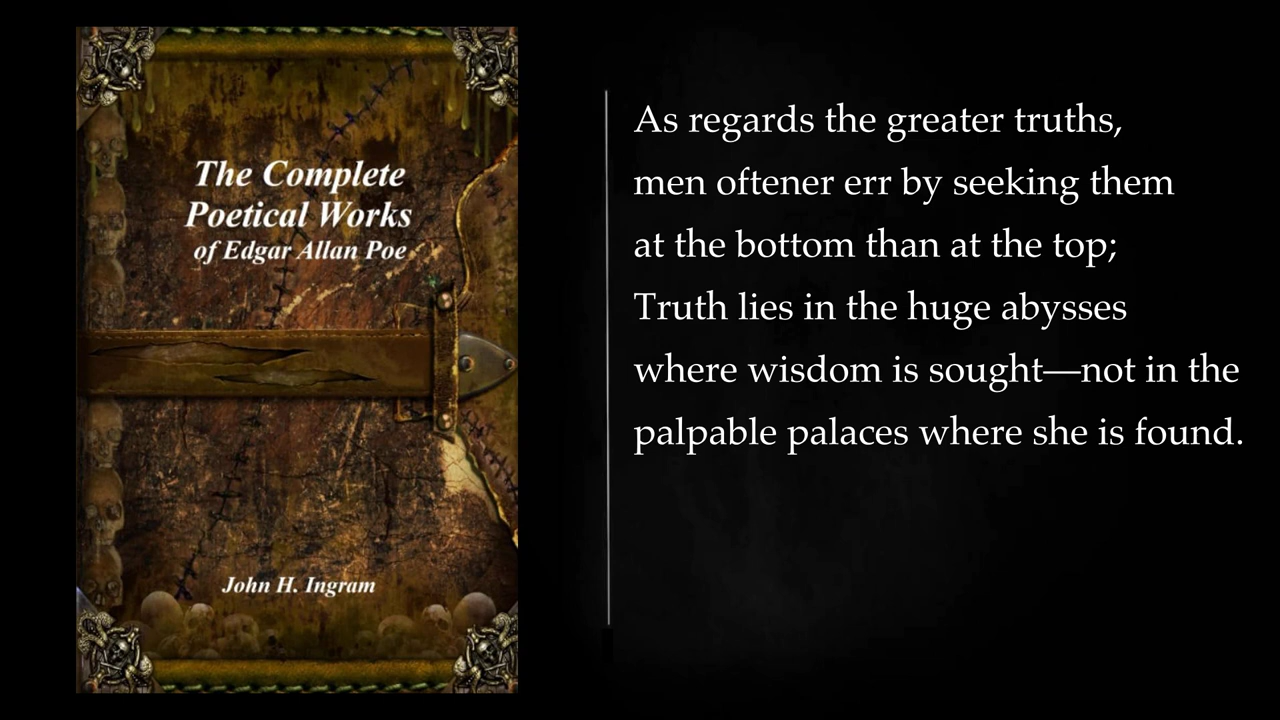 The Complete
Poetical Works
of Edgar Allan Poe
John H. Ingram
As regards the greater truths,
men oftener err by seeking them
at the bottom than at the top;
Truth lies in the huge abysses
where wisdom is sought—not in the
palpable palaces where she is found.